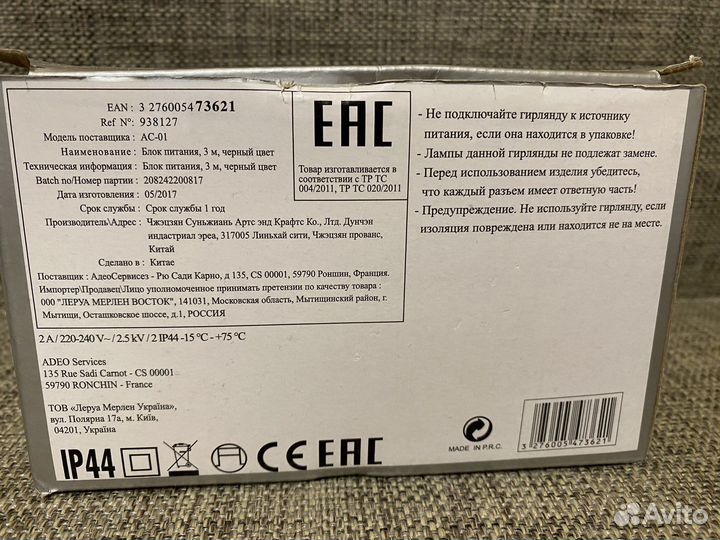 EAN : 3 276005473621
Ref Nº: 938127
Модель поставщика : AC-01
Наименование : Блок питания, 3 м, черный цвет
Техническая информация : Блок питания, 3 м, черный цвет
Batch no/Номер партии : 208242200817
Дата изготовления : 05/2017
Срок службы : Срок службы 1 год
Производитель\Адрес : Чжэцзян Суньжиань Артс энд Крафтс Ко., Лтд. Дунчэн
индастриал эреа, 317005 Линьхай сити, Чжэцзян прованс,
Китай
Сделано в : Китае
Поставщик : АдеоСервисез - Рю Сади Карно, д 135, CS 00001, 59790 Роншин, Франция.
Импортер\Продавец\Лицо уполномоченное принимать претензии по качеству товара :
ООО "ЛЕРУА МЕРЛЕН ВОСТОК", 141031, Московская область, Мытищинский район, г.
Мытищи, Осташковское шоссе, д.1, РОССИЯ
EAC
Товар изготавливается в
соответствии с ТР ТС
004/2011, ТР ТС 020/2011
- Не подключайте гирлянду к источнику
питания, если она находится в упаковке!
- Лампы данной гирлянды не подлежат замене.
- Перед использованием изделия убедитесь,
что каждый разъем имеет ответную часть!
- Предупреждение. Не используйте гирлянду, если
изоляция повреждена или находится не на месте.
2 A / 220-240 V~ / 2.5 kV / 2 IP44 -15 °C - +75 °C
ADEO Services
135 Rue Sadi Carnot - CS 00001
59790 RONCHIN - France
ТОВ «Леруа Мерлен Україна»,
вул. Полярна 17а, м. Київ,
04201, Україна
IP44 CE EAC
MADE IN P.R.C.
3 276005 473621
Avito